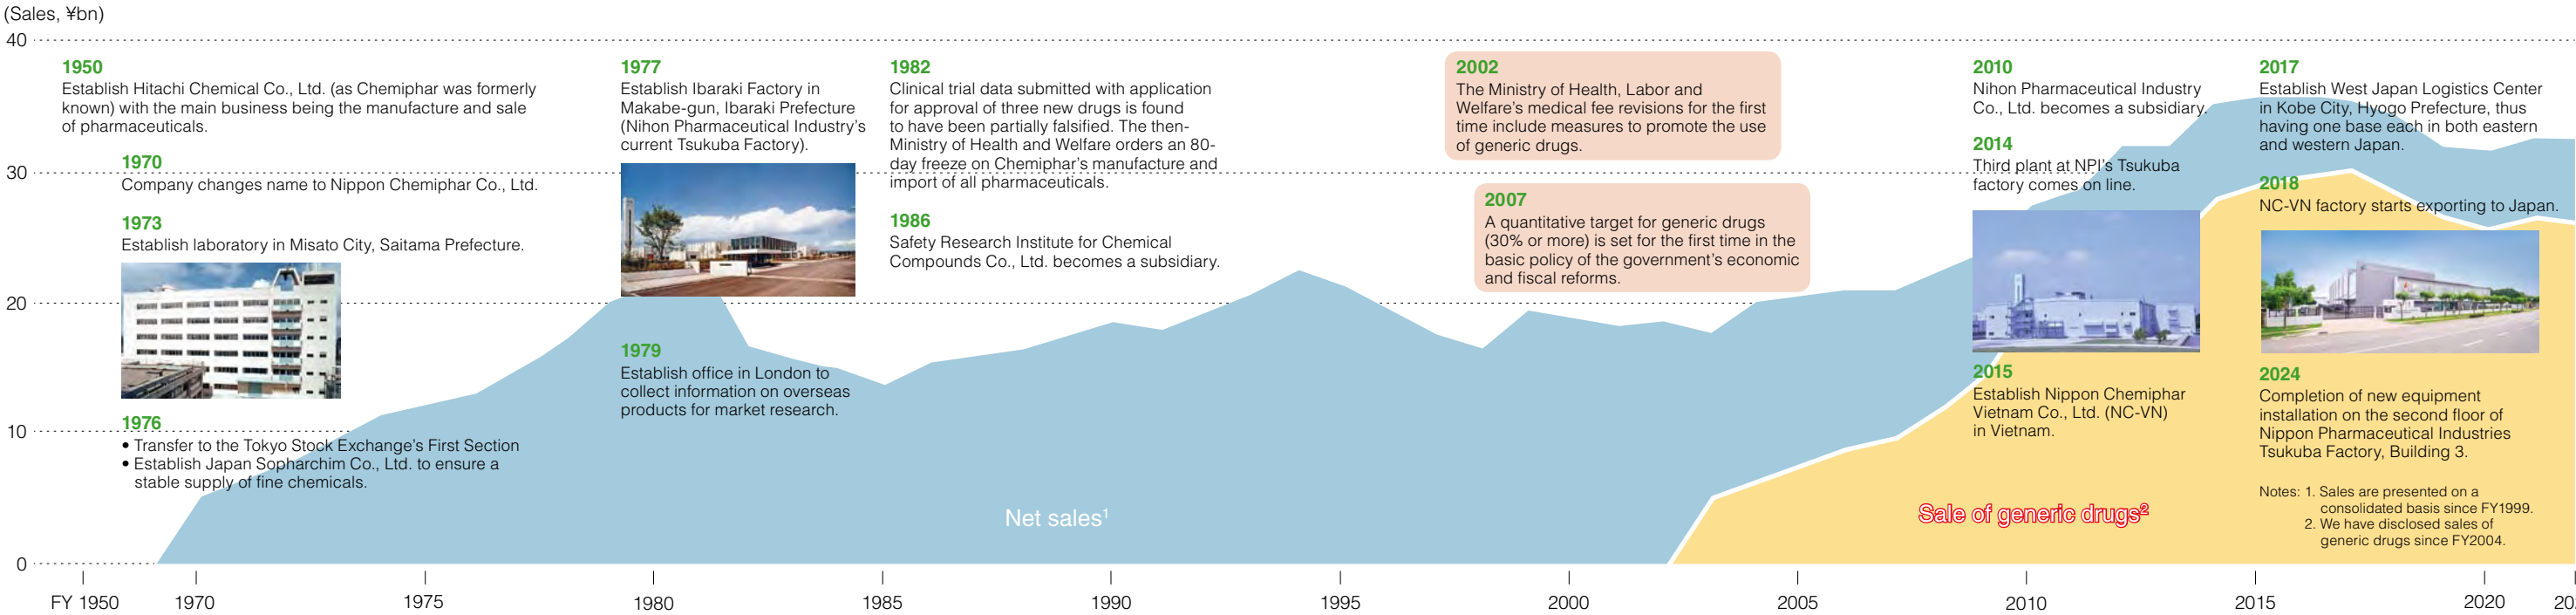 (Sales, ¥bn)
40
30
20
10
0
1950
Establish Hitachi Chemical Co., Ltd. (as Chemiphar was formerly
known) with the main business being the manufacture and sale
of pharmaceuticals.
1970
Company changes name to Nippon Chemiphar Co., Ltd.
1973
Establish laboratory in Misato City, Saitama Prefecture.
1976
• Transfer to the Tokyo Stock Exchange's First Section
• Establish Japan Sopharchim Co., Ltd. to ensure a
stable supply of fine chemicals.
1977
Establish Ibaraki Factory in
Makabe-gun, Ibaraki Prefecture
(Nihon Pharmaceutical Industry's
current Tsukuba Factory).
1979
Establish office in London to
collect information on overseas
products for market research.
1982
Clinical trial data submitted with application
for approval of three new drugs is found
to have been partially falsified. The then-
Ministry of Health and Welfare orders an 80-
day freeze on Chemiphar's manufacture and
import of all pharmaceuticals.
1986
Safety Research Institute for Chemical
Compounds Co., Ltd. becomes a subsidiary.
2002
The Ministry of Health, Labor and
Welfare's medical fee revisions for the first
time include measures to promote the use
of generic drugs.
2007
A quantitative target for generic drugs
(30% or more) is set for the first time in the
basic policy of the government's economic
and fiscal reforms.
2010
Nihon Pharmaceutical Industry
Co., Ltd. becomes a subsidiary.
2014
Third plant at NPI's Tsukuba
factory comes on line.
2015
Establish Nippon Chemiphar
Vietnam Co., Ltd. (NC-VN)
in Vietnam.
2017
Establish West Japan Logistics Center
in Kobe City, Hyogo Prefecture, thus
having one base each in both eastern
and western Japan.
2018
NC-VN factory starts exporting to Japan.
2024
Completion of new equipment
installation on the second floor of
Nippon Pharmaceutical Industries
Tsukuba Factory, Building 3.
Net sales¹
Sale of generic drugs²
Notes: 1. Sales are presented on a
consolidated basis since FY1999.
2. We have disclosed sales of
generic drugs since FY2004.
FY 1950 1970 1975 1980 1985 1990 1995 2000 2005 2010 2015 2020 20